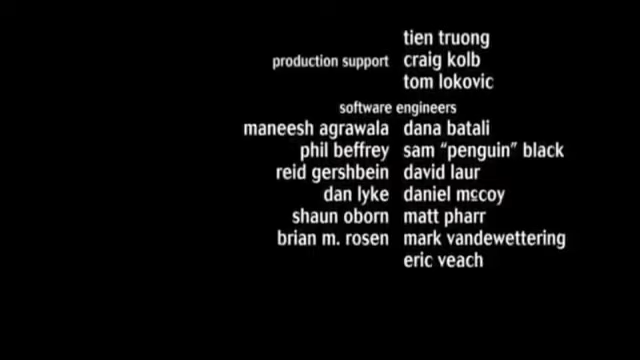 tien truong
production support craig kolb
tom lokovic
software engineers
maneesh agrawala dana batali
phil beffrey sam "penguin" black
reid gershbein david laur
dan lyke daniel mccoy
shaun oborn matt pharr
brian m. rosen mark vandewettering
eric veach